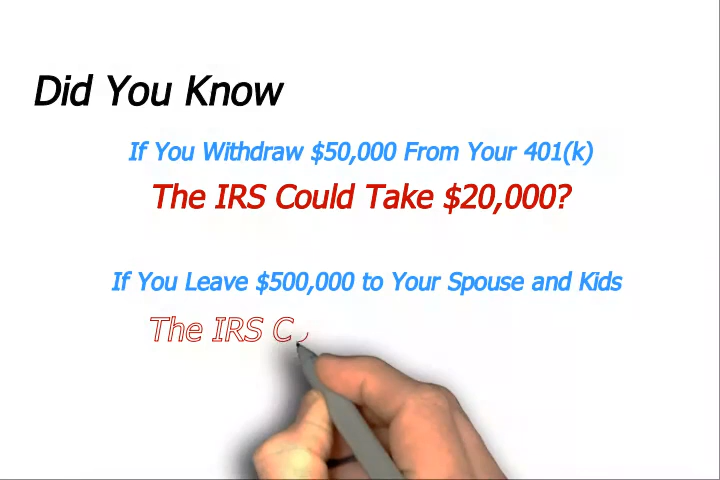 Did You Know
If You Withdraw $50,000 From Your 401(k)
The IRS Could Take $20,000?
If You Leave $500,000 to Your Spouse and Kids
The IRS C